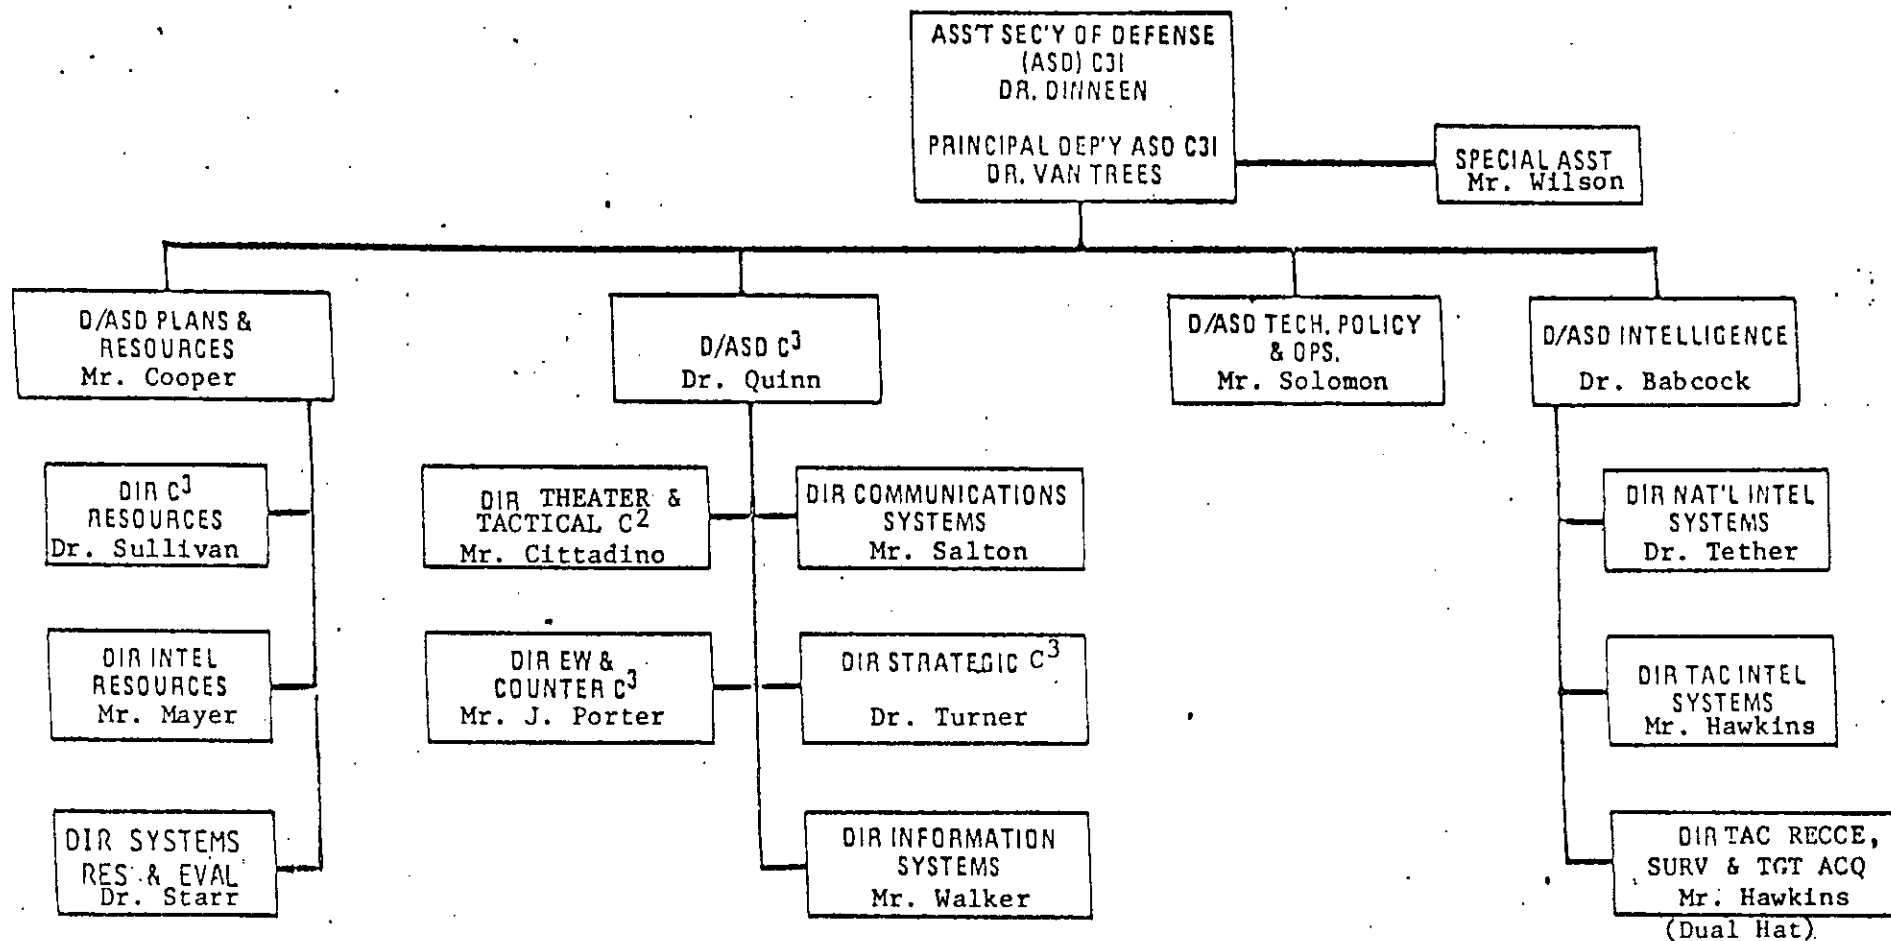 ASS'T SEC'Y OF DEFENSE
(ASD) C3I
DR. DINNEEN
PRINCIPAL DEP'Y ASD C3I
DR. VAN TREES
SPECIAL ASST
Mr. Wilson
D/ASD PLANS &
RESOURCES
Mr. Cooper
D/ASD C³
Dr. Quinn
D/ASD TECH. POLICY
& OPS.
Mr. Solomon
D/ASD INTELLIGENCE
Dr. Babcock
DIR C³
RESOURCES
Dr. Sullivan
DIR INTEL
RESOURCES
Mr. Mayer
DIR SYSTEMS
RES & EVAL
Dr. Starr
DIR THEATER &
TACTICAL C²
Mr. Cittadino
DIR COMMUNICATIONS
SYSTEMS
Mr. Salton
DIR EW &
COUNTER C³
Mr. J. Porter
DIR STRATEGIC C³
Dr. Turner
DIR INFORMATION
SYSTEMS
Mr. Walker
DIR NAT'L INTEL
SYSTEMS
Dr. Tether
DIR TAC INTEL
SYSTEMS
Mr. Hawkins
DIR TAC RECCE,
SURV & TGT ACQ
Mr. Hawkins
(Dual Hat)